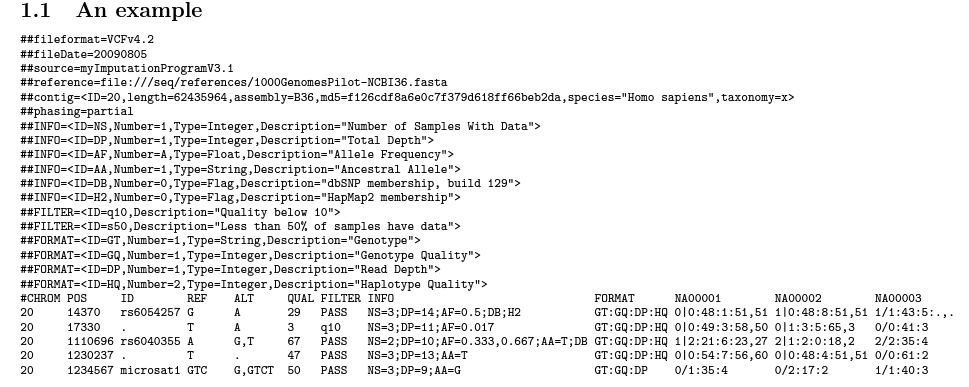 1.1 An example
##fileformat=VCFv4.2
##fileDate=20090805
##source=myImputationProgramV3.1
##reference=file:///seq/references/1000GenomesPilot-NCBI36.fasta
##contig=<ID=20,length=62435964,assembly=B36,md5=f126cdf8a6e0c7f379d618ff66beb2da,species="Homo sapiens",taxonomy=x>
##phasing=partial
##INFO=<ID=NS,Number=1,Type=Integer,Description="Number of Samples With Data">
##INFO=<ID=DP,Number=1,Type=Integer,Description="Total Depth">
##INFO=<ID=AF,Number=A,Type=Float,Description="Allele Frequency">
##INFO=<ID=AA,Number=1,Type=String,Description="Ancestral Allele">
##INFO=<ID=DB,Number=0,Type=Flag,Description="dbSNP membership, build 129">
##INFO=<ID=H2,Number=0,Type=Flag,Description="HapMap2 membership">
##FILTER=<ID=q10,Description="Quality below 10">
##FILTER=<ID=s50,Description="Less than 50% of samples have data">
##FORMAT=<ID=GT,Number=1,Type=String,Description="Genotype">
##FORMAT=<ID=GQ,Number=1,Type=Integer,Description="Genotype Quality">
##FORMAT=<ID=DP,Number=1,Type=Integer,Description="Read Depth">
##FORMAT=<ID=HQ,Number=2,Type=Integer,Description="Haplotype Quality">
#CHROM POS ID REF ALT QUAL FILTER INFO FORMAT NA00001 NA00002 NA00003
20 14370 rs6054257 G A 29 PASS NS=3;DP=14;AF=0.5;DB;H2 GT:GQ:DP:HQ 0|0:48:1:51,51 1|0:48:8:51,51 1/1:43:5:.,.
20 17330 . T A 3 q10 NS=3;DP=11;AF=0.017 GT:GQ:DP:HQ 0|0:49:3:58,50 0|1:3:5:65,3 0/0:41:3
20 1110696 rs6040355 A G,T 67 PASS NS=2;DP=10;AF=0.333,0.667;AA=T;DB GT:GQ:DP:HQ 1|2:21:6:23,27 2|1:2:0:18,2 2/2:35:4
20 1230237 . T . 47 PASS NS=3;DP=13;AA=T GT:GQ:DP:HQ 0|0:54:7:56,60 0|0:48:4:51,51 0/0:61:2
20 1234567 microsat1 GTC G,GTCT 50 PASS NS=3;DP=9;AA=G GT:GQ:DP 0/1:35:4 0/2:17:2 1/1:40:3